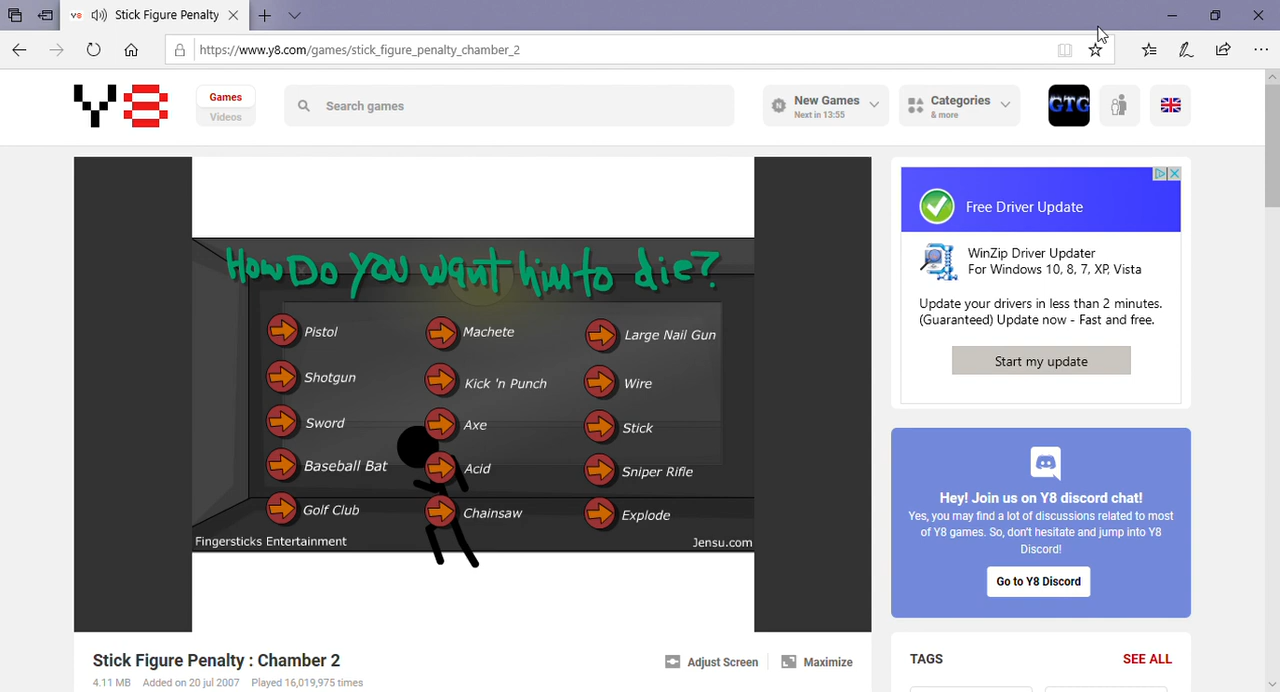 Stick Figure Penalty
https://www.y8.com/games/stick_figure_penalty_chamber_2
Y8
Games
Videos
Search games
N
New Games
Next in 13:55
Categories
& more
GTG
How Do you want him to die?
Pistol
Machete
Large Nail Gun
Shotgun
Kick 'n Punch
Wire
Sword
Axe
Stick
Baseball Bat
Acid
Sniper Rifle
Golf Club
Chainsaw
Explode
Fingersticks Entertainment
Jensu.com
Free Driver Update
WinZip Driver Updater
For Windows 10, 8, 7, XP, Vista
Update your drivers in less than 2 minutes.
(Guaranteed) Update now - Fast and free.
Start my update
Hey! Join us on Y8 discord chat!
Yes, you may find a lot of discussions related to most
of Y8 games. So, don't hesitate and jump into Y8
Discord!
Go to Y8 Discord
Stick Figure Penalty : Chamber 2
Adjust Screen
Maximize
4.11 MB Added on 20 jul 2007 Played 16,019,975 times
TAGS
SEE ALL